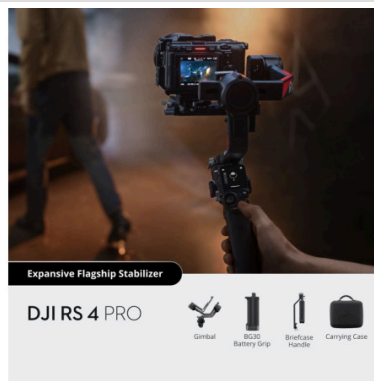 Expansive Flagship Stabilizer
DJI RS 4 PRO
Gimbal
BG30
Battery Grip
Briefcase
Handle
Carrying Case